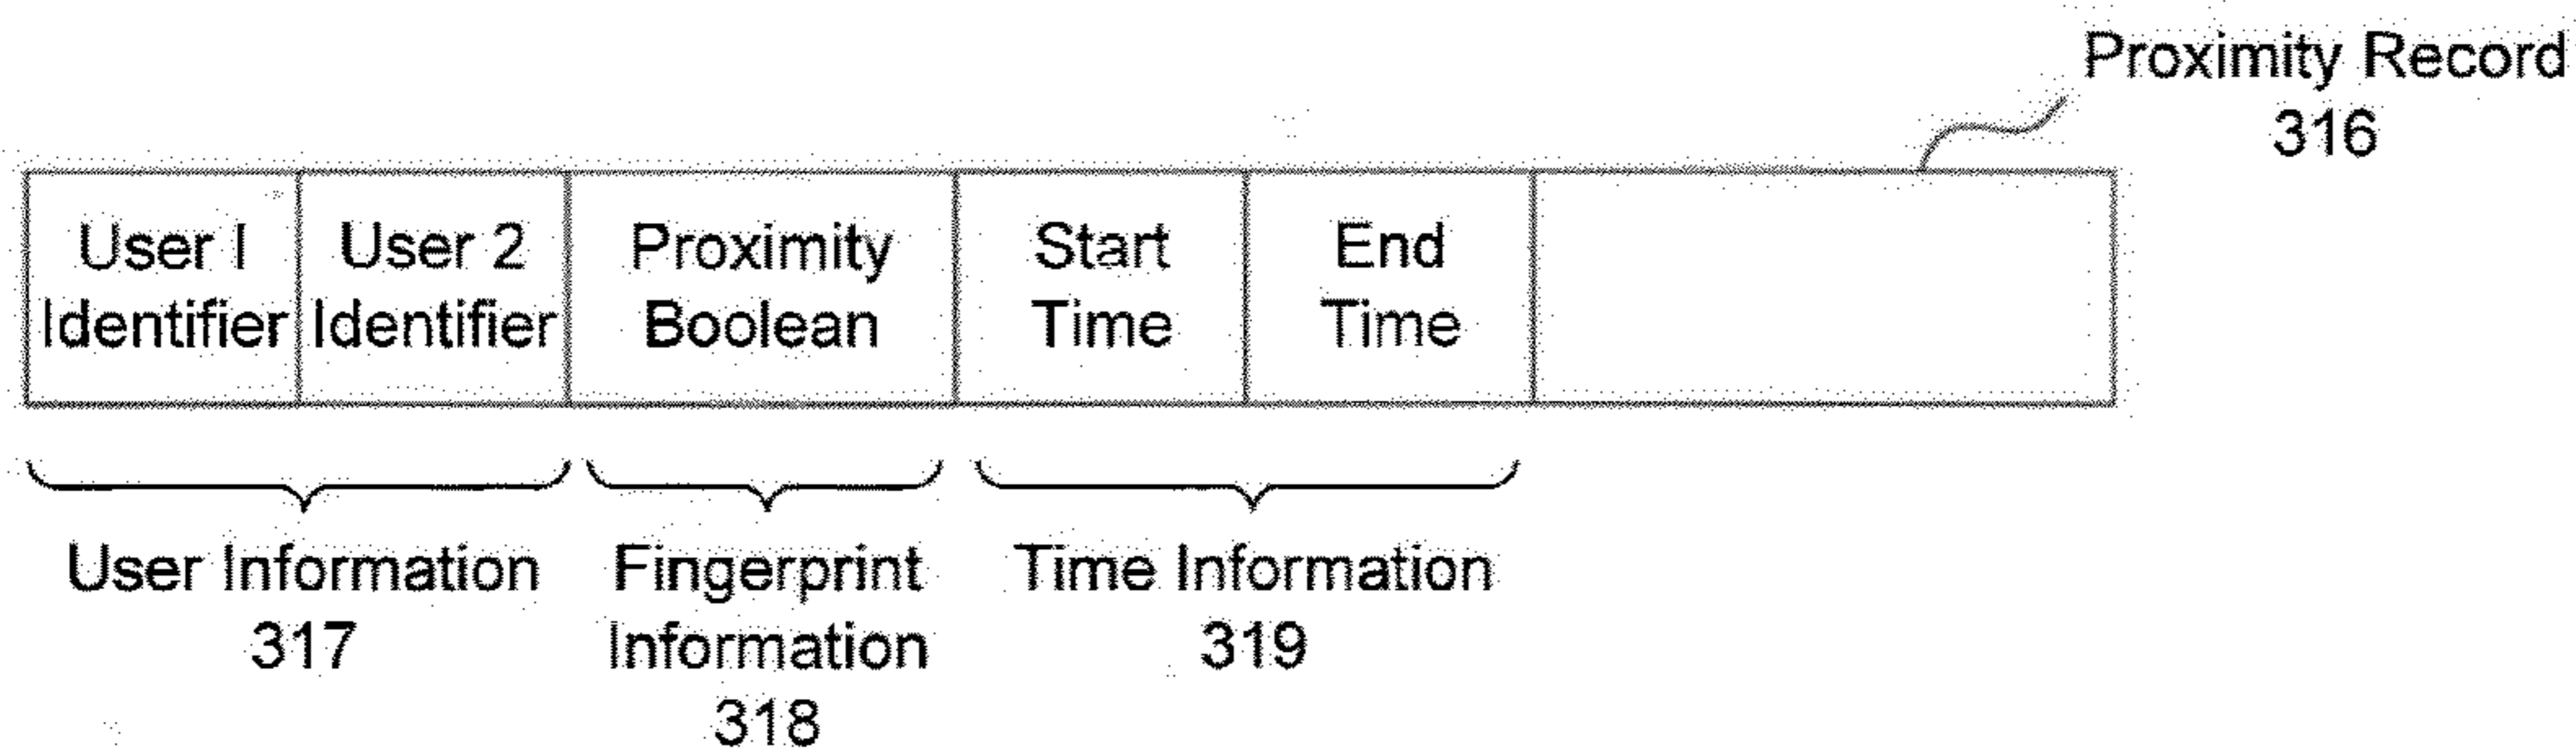 Proximity Record
316
User 1
Identifier
User 2
Identifier
Proximity
Boolean
Start
Time
End
Time
User Information
317
Fingerprint
Information
318
Time Information
319